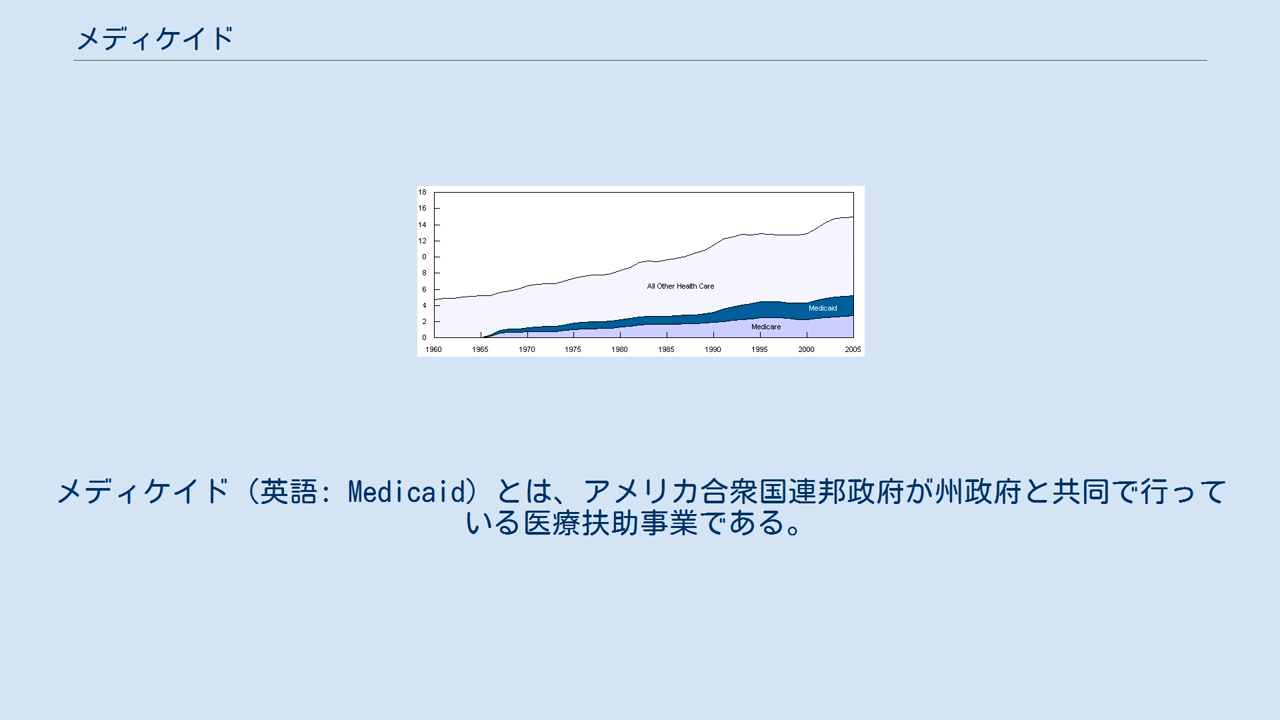 メディケイド
18
16
14
12
0
8
6
4
2
0
All Other Health Care
Medicaid
Medicare
1960 1965 1970 1975 1980 1985 1990 1995 2000 2005
メディケイド（英語: Medicaid）とは、アメリカ合衆国連邦政府が州政府と共同で行って
いる医療扶助事業である。